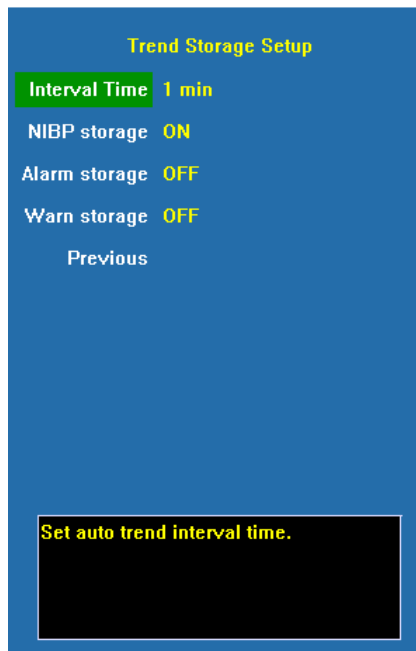 Trend Storage Setup
Interval Time 1 min
NIBP storage ON
Alarm storage OFF
Warn storage OFF
Previous
Set auto trend interval time.